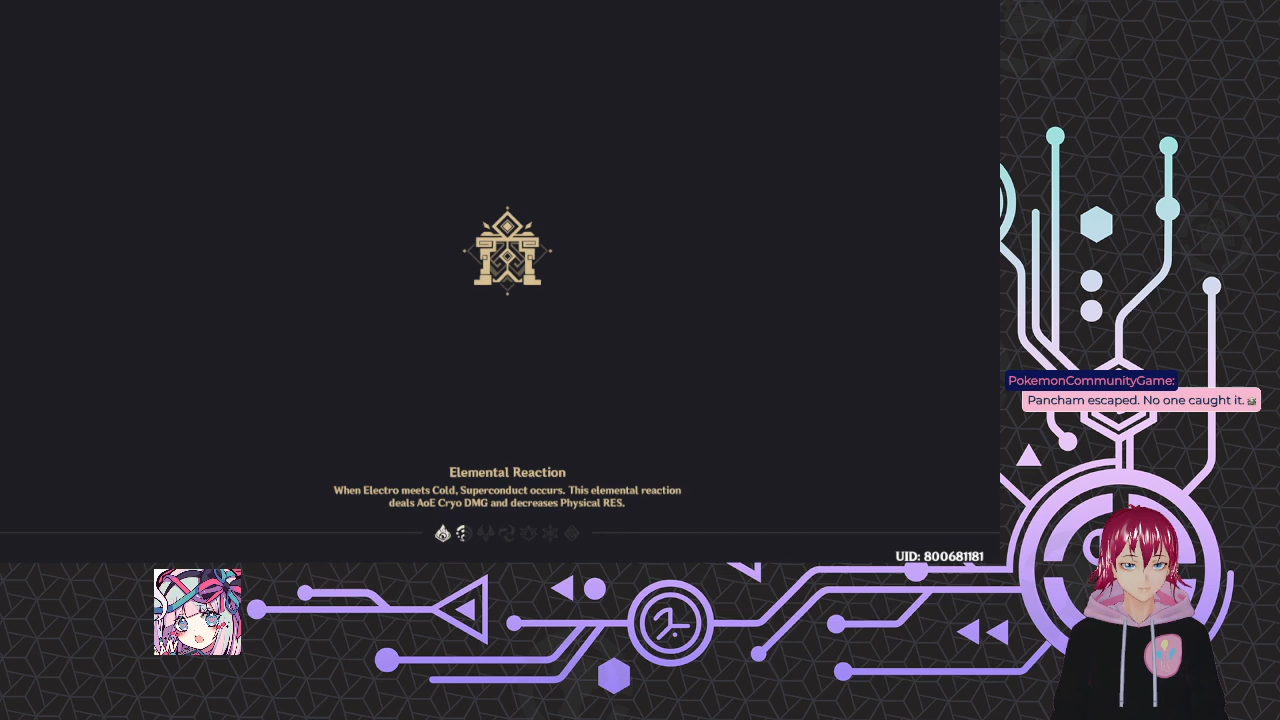 PokemonCommunityGame:
Pancham escaped. No one caught it.
Elemental Reaction
When Electro meets Cold, Superconduct occurs. This elemental reaction
deals AoE Cryo DMG and decreases Physical RES.
UID: 800681181